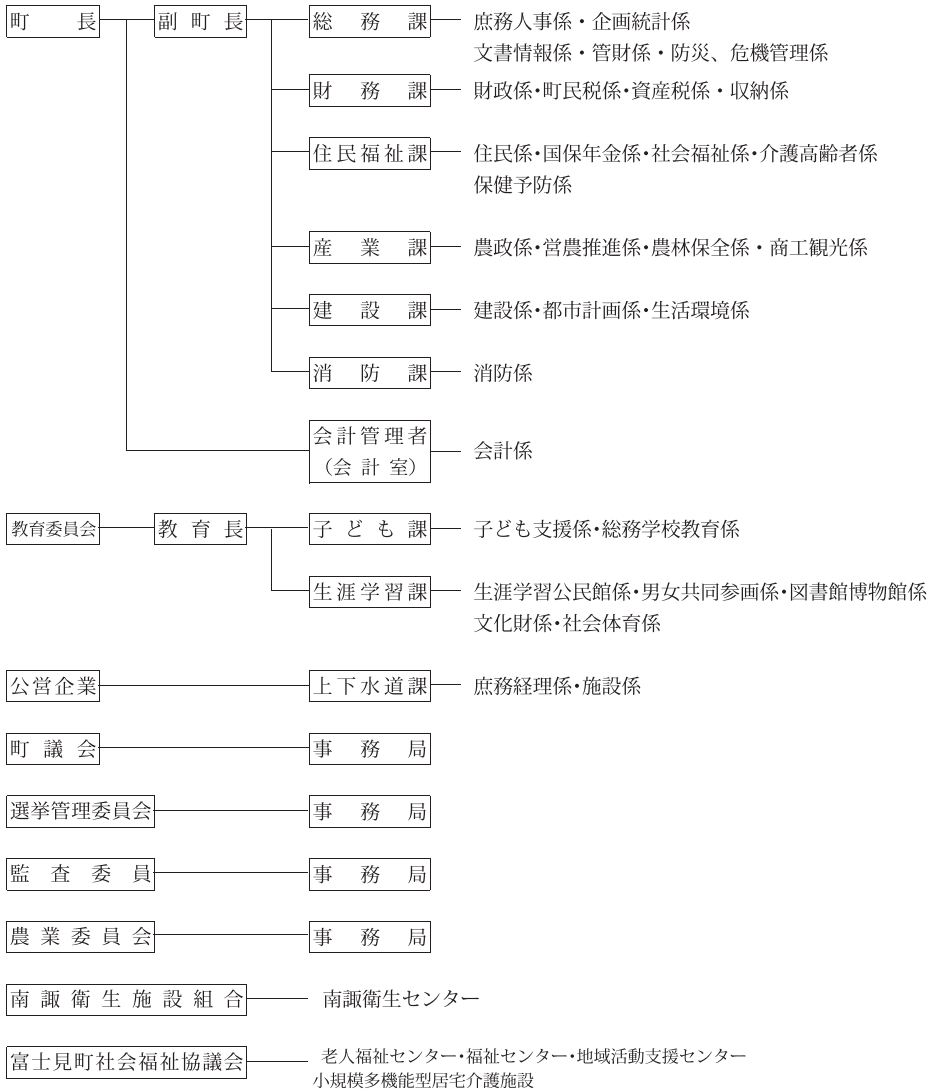 町長 副町長 総務課 庶務人事係・企画統計係
文書情報係・管財係・防災、危機管理係
財務課 財政係・町民税係・資産税係・収納係
住民福祉課 住民係・国保年金係・社会福祉係・介護高齢者係
保健予防係
産業課 農政係・営農推進係・農林保全係・商工観光係
建設課 建設係・都市計画係・生活環境係
消防課 消防係
会計管理者
（会計室） 会計係
教育委員会 教育長 子ども課 子ども支援係・総務学校教育係
生涯学習課 生涯学習公民館係・男女共同参画係・図書館博物館係
文化財係・社会体育係
公営企業 上下水道課 庶務経理係・施設係
町議会 事務局
選挙管理委員会 事務局
監査委員 事務局
農業委員会 事務局
南諏衛生施設組合 南諏衛生センター
富士見町社会福祉協議会 老人福祉センター・福祉センター・地域活動支援センター
小規模多機能型居宅介護施設